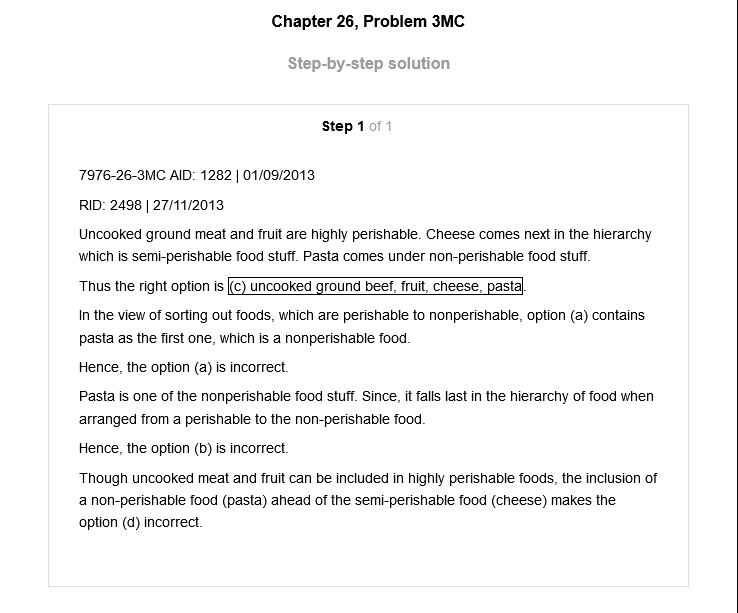 Chapter 26, Problem 3MC
Step-by-step solution
Step 1 of 1
7976-26-3MC AID: 1282 | 01/09/2013
RID: 2498 | 27/11/2013
Uncooked ground meat and fruit are highly perishable. Cheese comes next in the hierarchy
which is semi-perishable food stuff. Pasta comes under non-perishable food stuff.
Thus the right option is (c) uncooked ground beef, fruit, cheese, pasta.
In the view of sorting out foods, which are perishable to nonperishable, option (a) contains
pasta as the first one, which is a nonperishable food.
Hence, the option (a) is incorrect.
Pasta is one of the nonperishable food stuff. Since, it falls last in the hierarchy of food when
arranged from a perishable to the non-perishable food.
Hence, the option (b) is incorrect.
Though uncooked meat and fruit can be included in highly perishable foods, the inclusion of
a non-perishable food (pasta) ahead of the semi-perishable food (cheese) makes the
option (d) incorrect.